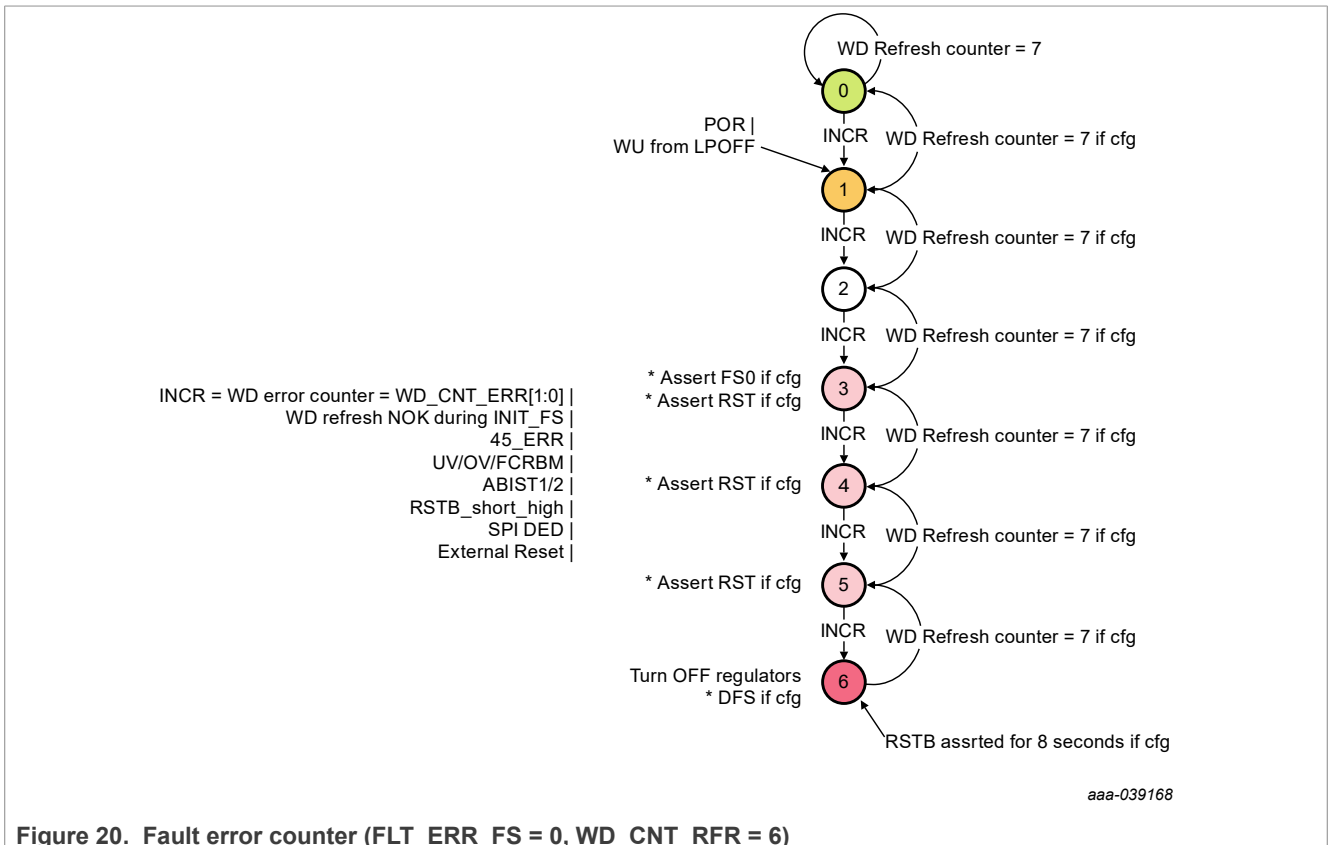 WD Refresh counter = 7
0
POR |
WU from LPOFF
INCR
WD Refresh counter = 7 if cfg
1
INCR
WD Refresh counter = 7 if cfg
2
INCR
WD Refresh counter = 7 if cfg
* Assert FS0 if cfg
* Assert RST if cfg
3
INCR = WD error counter = WD_CNT_ERR[1:0] |
WD refresh NOK during INIT_FS |
45_ERR |
UV/OV/FCRBM |
ABIST1/2 |
RSTB_short_high |
SPI DED |
External Reset |
INCR
WD Refresh counter = 7 if cfg
* Assert RST if cfg
4
INCR
WD Refresh counter = 7 if cfg
* Assert RST if cfg
5
INCR
WD Refresh counter = 7 if cfg
Turn OFF regulators
* DFS if cfg
6
RSTB assrted for 8 seconds if cfg
aaa-039168
Figure 20. Fault error counter (FLT_ERR_FS = 0, WD_CNT_RFR = 6)